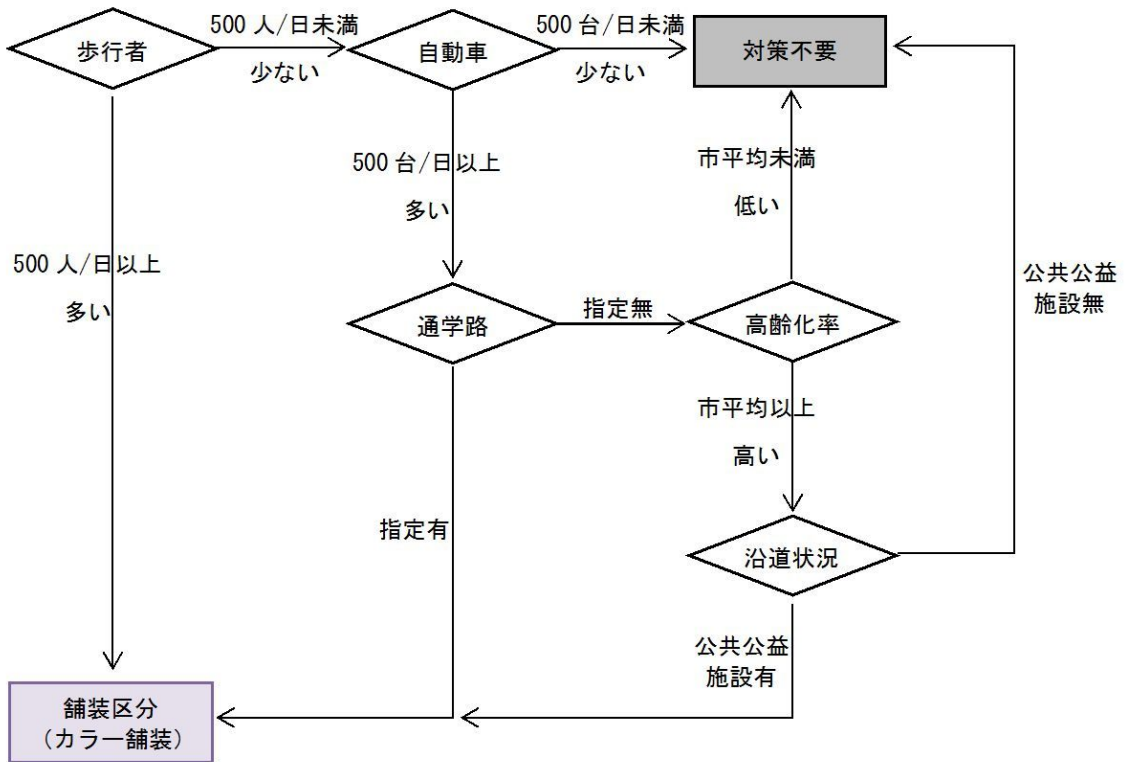 歩行者
500 人/日未満
少ない
自動車
500 台/日未満
少ない
対策不要
500 台/日以上
多い
市平均未満
低い
500 人/日以上
多い
公共公益
施設無
通学路
指定無
高齢化率
市平均以上
高い
指定有
沿道状況
公共公益
施設有
舗装区分
（カラー舗装）